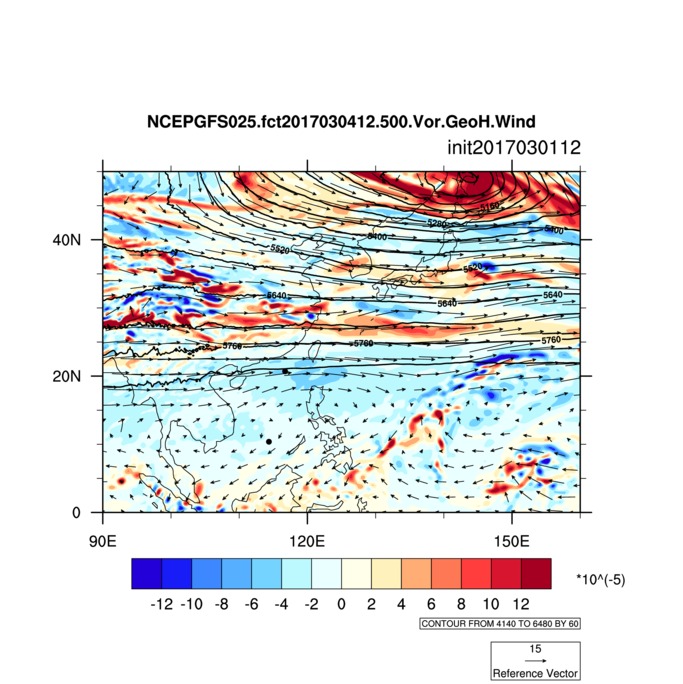 NCEPGFS025.fct2017030412.500.Vor.GeoH.Wind
init2017030112
5160
5280
5400
5400
5520
5520
5640
5640
5640
5760
5760
5760
40N
20N
0
90E 120E 150E
-12 -10 -8 -6 -4 -2 0 2 4 6 8 10 12
*10^(-5)
CONTOUR FROM 4140 TO 6480 BY 60
15
Reference Vector